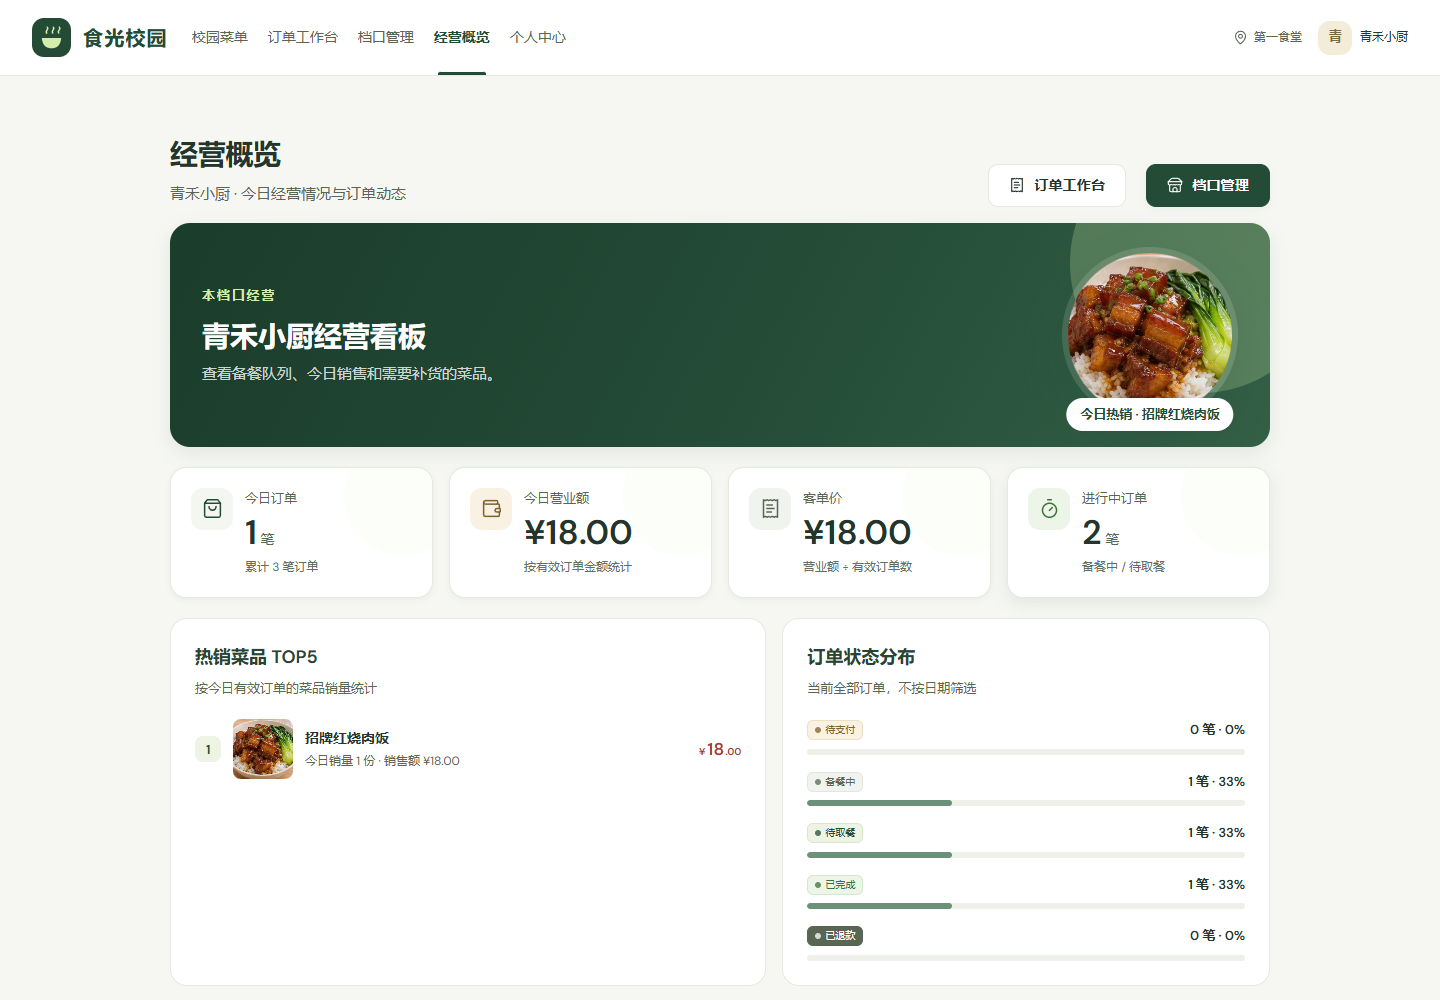 食光校园
校园菜单 订单工作台 档口管理 经营概览 个人中心
第一食堂 青 青禾小厨
经营概览
青禾小厨 · 今日经营情况与订单动态
订单工作台 档口管理
本档口经营
青禾小厨经营看板
查看备餐队列、今日销售和需要补货的菜品。
今日热销 · 招牌红烧肉饭
今日订单
1 笔
累计 3 笔订单
今日营业额
¥18.00
按有效订单金额统计
客单价
¥18.00
营业额 ÷ 有效订单数
进行中订单
2 笔
备餐中 / 待取餐
热销菜品 TOP5
按今日有效订单的菜品销量统计
1 招牌红烧肉饭
今日销量 1 份 · 销售额 ¥18.00
¥18.00
订单状态分布
当前全部订单，不按日期筛选
待支付 0 笔 · 0%
备餐中 1 笔 · 33%
待取餐 1 笔 · 33%
已完成 1 笔 · 33%
已退款 0 笔 · 0%